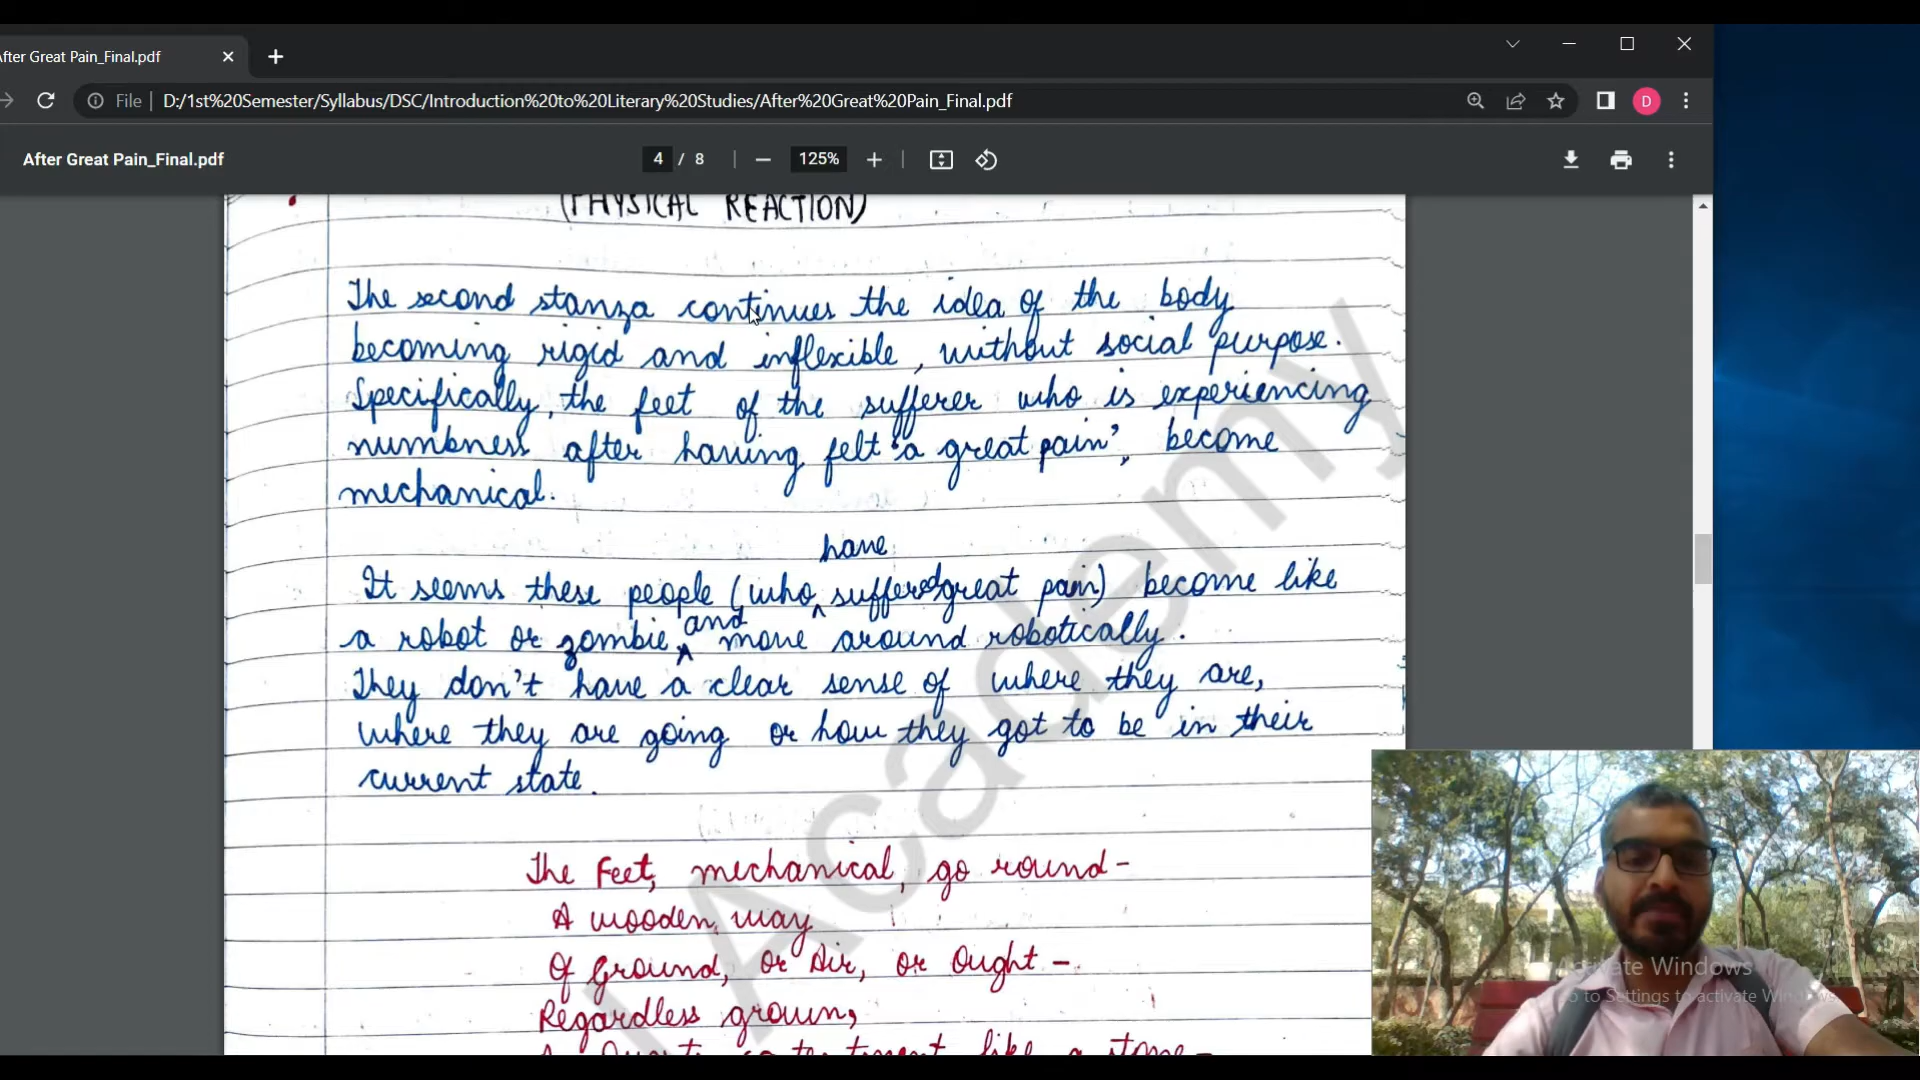 After Great Pain_Final.pdf
File D:/1st%20Semester/Syllabus/DSC/Introduction%20to%20Literary%20Studies/After%20Great%20Pain_Final.pdf
D
After Great Pain_Final.pdf
4 / 8
125%
(PHYSICAL REACTION)
The second stanza continues the idea of the body
becoming rigid and inflexible, without social purpose.
Specifically, the feet of the sufferer who is experiencing
numbness after having felt 'a great pain', become
mechanical.
have
It seems these people (who ^ suffered great pain) become like
and
a robot or zombie ^ move around robotically.
They don't have a clear sense of where they are,
where they are going or how they got to be in their
current state.
The Feet, mechanical, go round-
A wooden way
Of Ground, or Air, or Ought -
Regardless grown,
A Quartz contentment like a stone-
Academy
Activate Windows
Go to Settings to activate Windows.